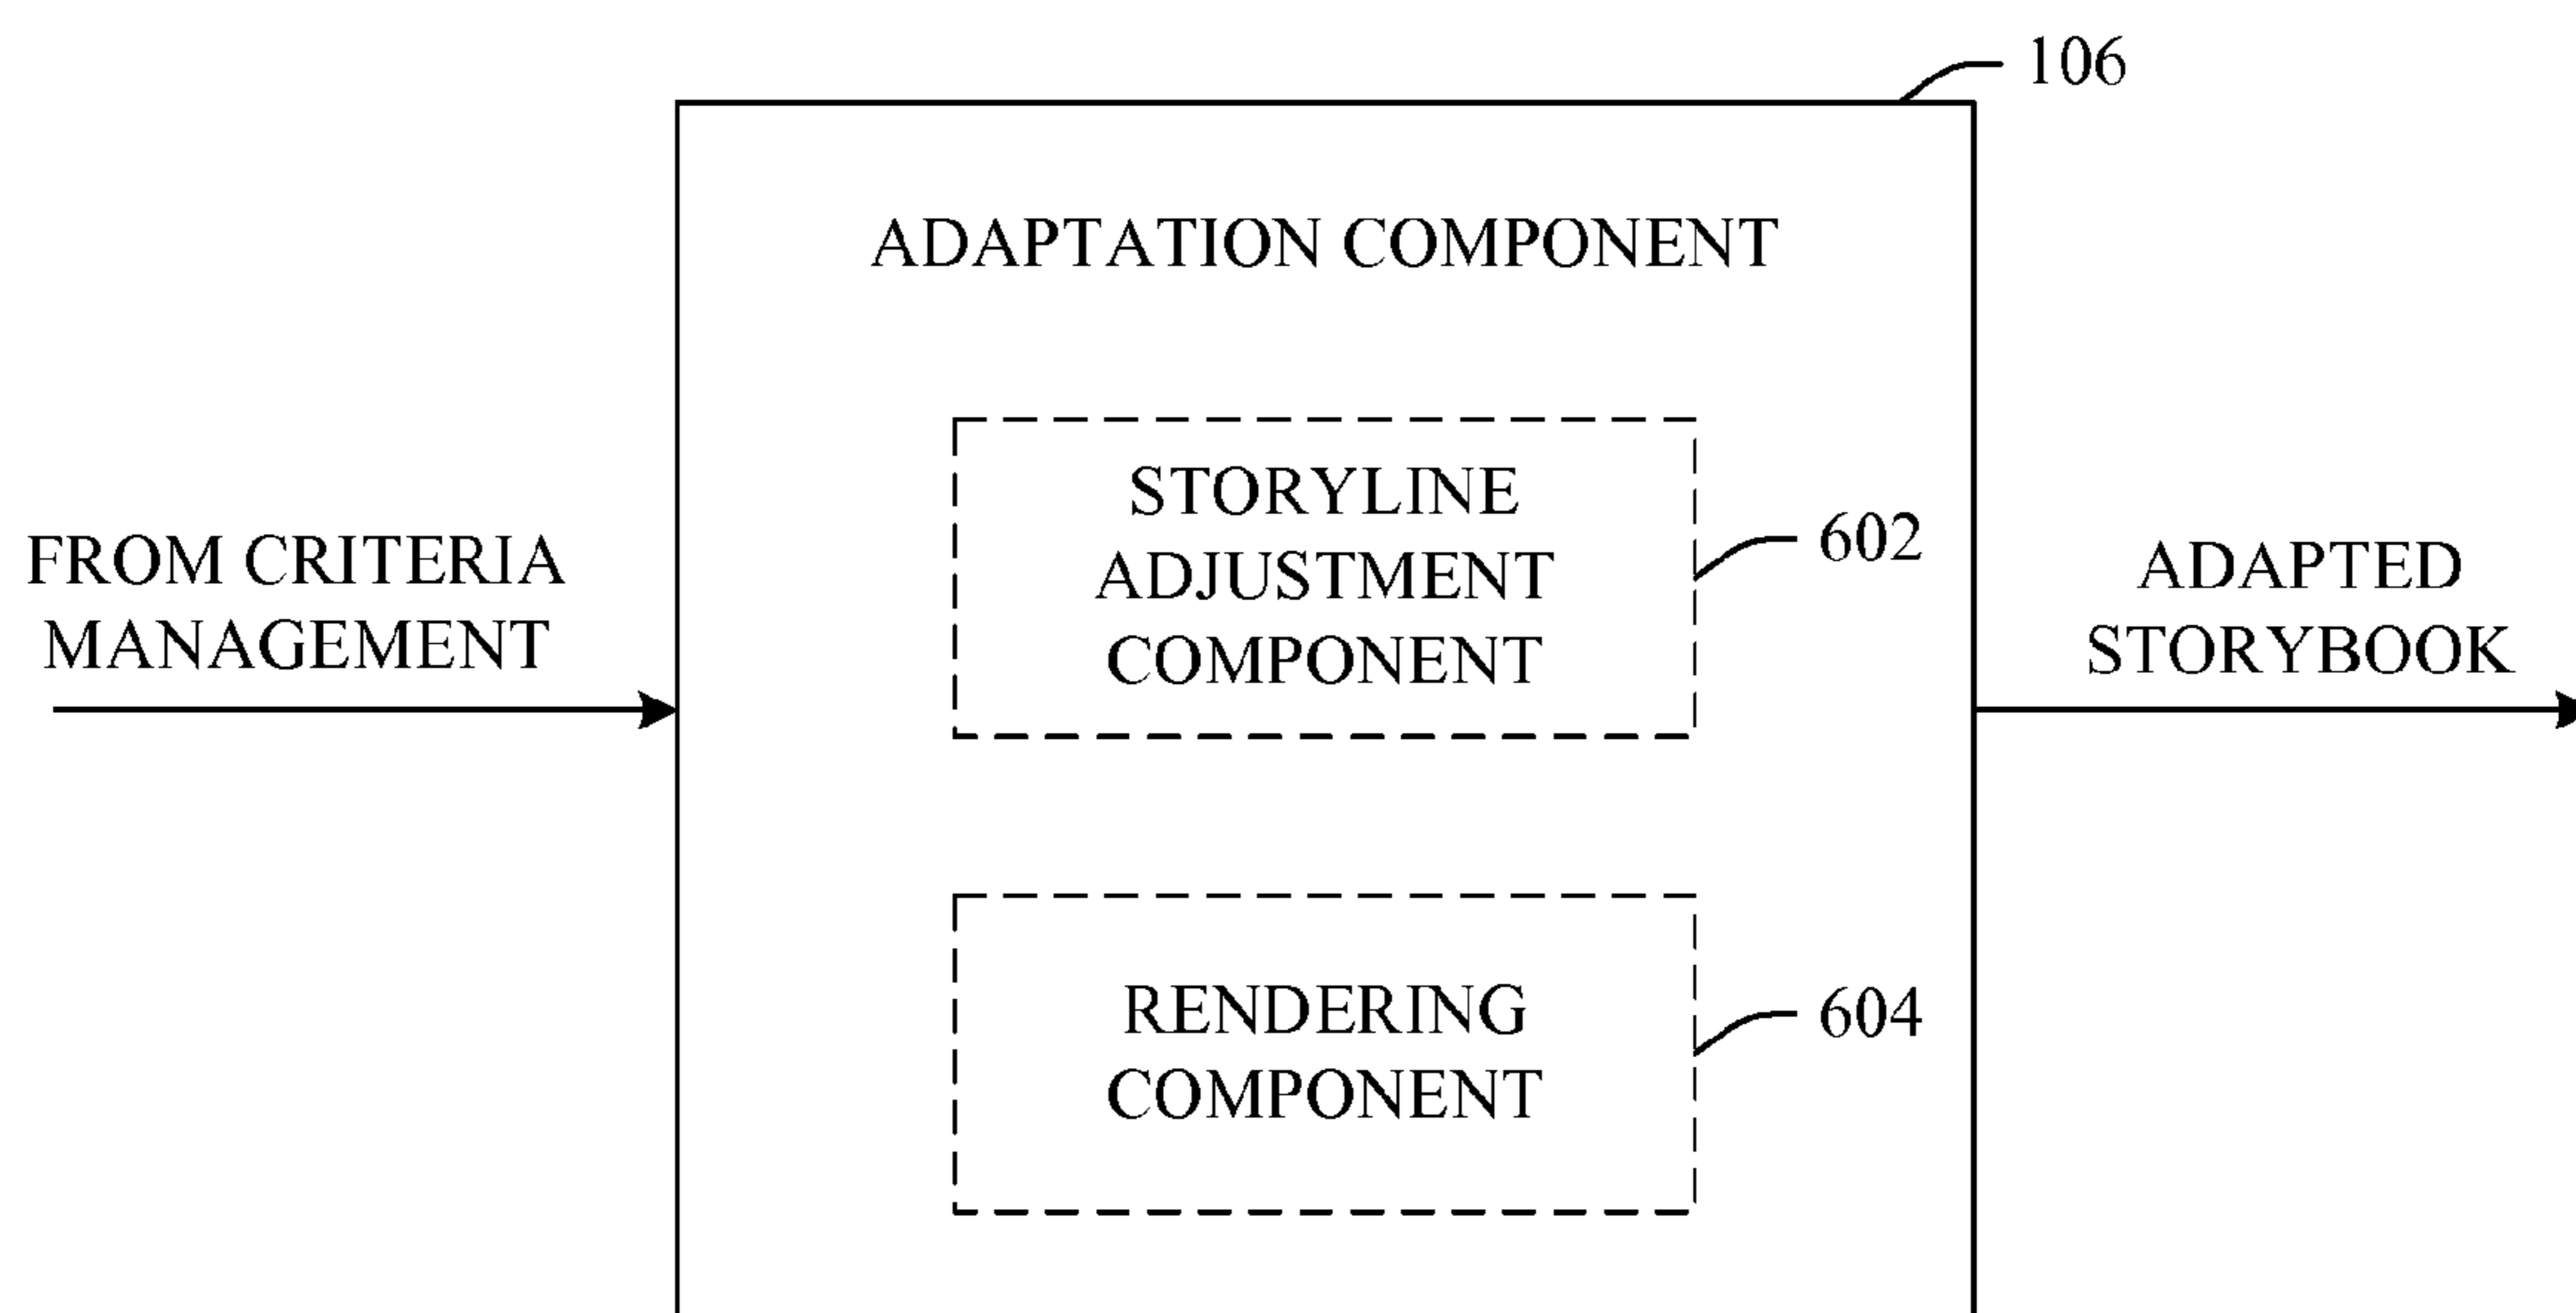 106
ADAPTATION COMPONENT
STORYLINE
ADJUSTMENT
COMPONENT
602
FROM CRITERIA
MANAGEMENT
ADAPTED
STORYBOOK
RENDERING
COMPONENT
604